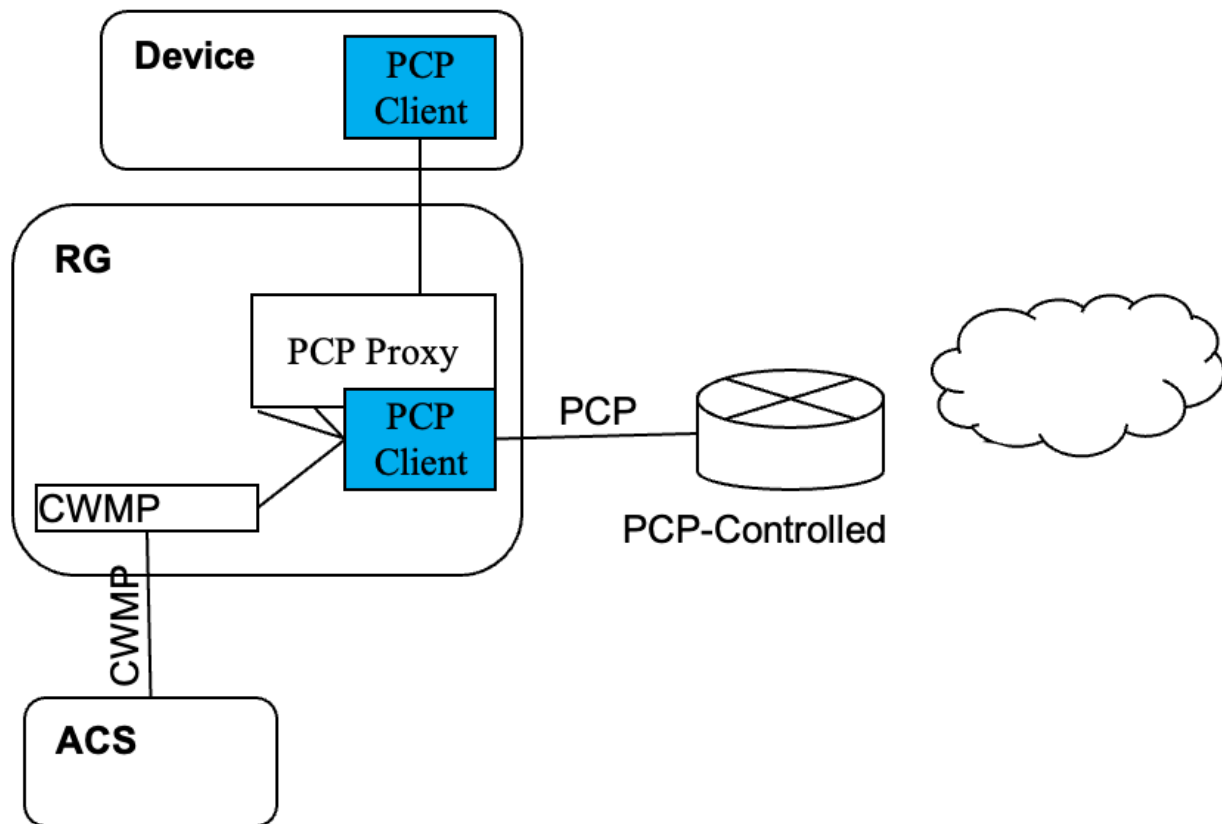 Device
PCP
Client
RG
PCP Proxy
PCP
Client
PCP
CWMP
PCP-Controlled
CWMP
ACS